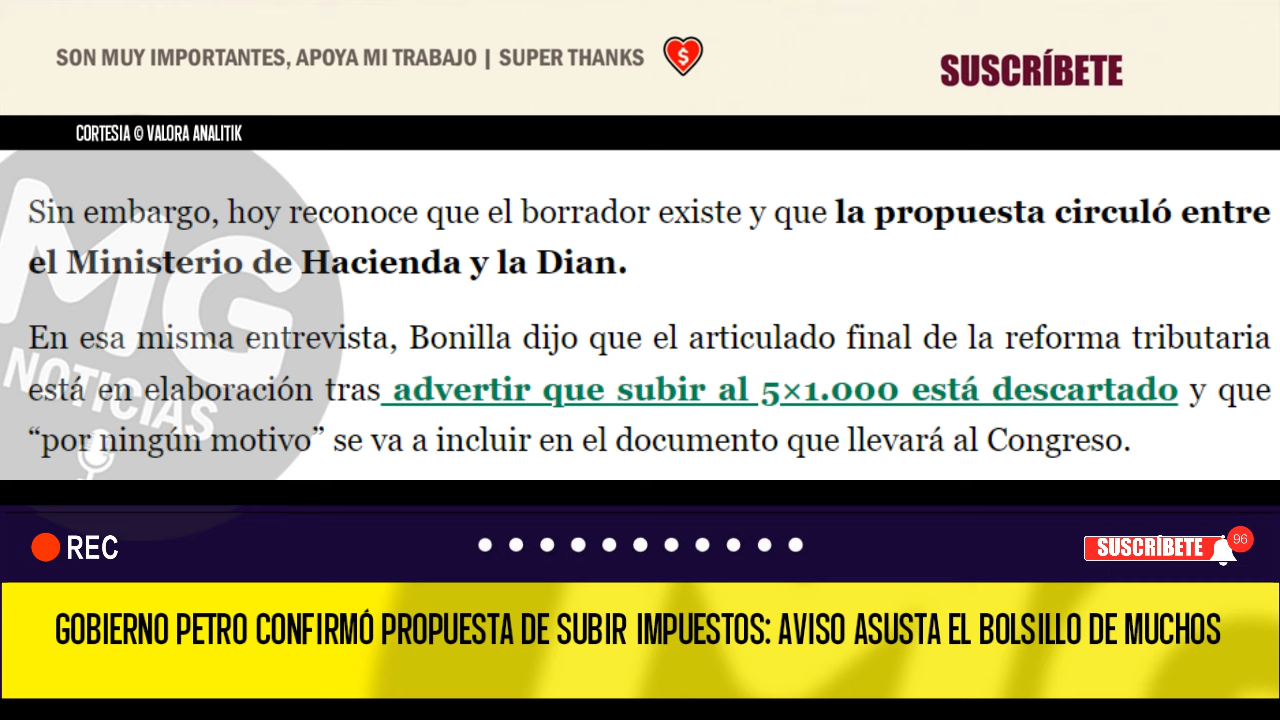 SON MUY IMPORTANTES, APOYA MI TRABAJO | SUPER THANKS
SUSCRÍBETE
CORTESIA © VALORA ANALITIK
Sin embargo, hoy reconoce que el borrador existe y que la propuesta circuló entre
el Ministerio de Hacienda y la Dian.
En esa misma entrevista, Bonilla dijo que el articulado final de la reforma tributaria
está en elaboración tras advertir que subir al 5×1.000 está descartado y que
“por ningún motivo” se va a incluir en el documento que llevará al Congreso.
MG
NOTICIAS
REC
SUSCRÍBETE
96
GOBIERNO PETRO CONFIRMÓ PROPUESTA DE SUBIR IMPUESTOS: AVISO ASUSTA EL BOLSILLO DE MUCHOS